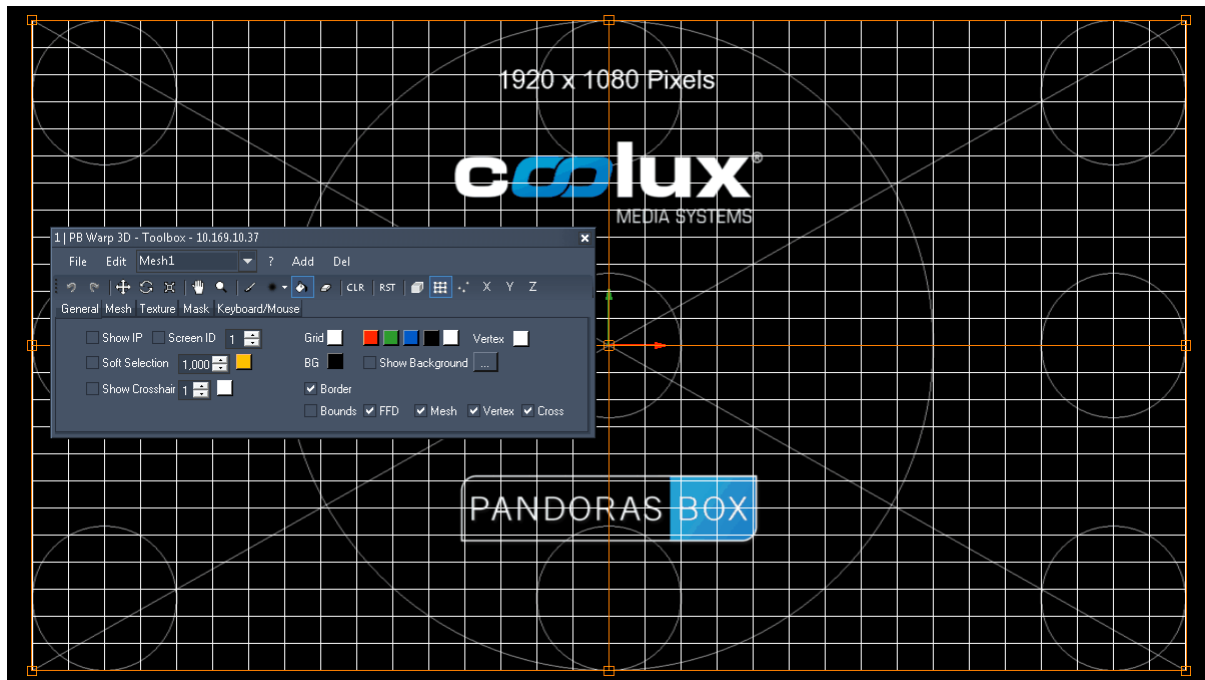 1920 x 1080 Pixels
coolux®
MEDIA SYSTEMS
1 | PB Warp 3D - Toolbox - 10.169.10.37
File Edit Mesh1 ? Add Del
CLR RST X Y Z
General Mesh Texture Mask Keyboard/Mouse
Show IP Screen ID 1 Grid Vertex
Soft Selection 1,000 BG Show Background ...
Show Crosshair 1 Border
Bounds FFD Mesh Vertex Cross
PANDORAS BOX